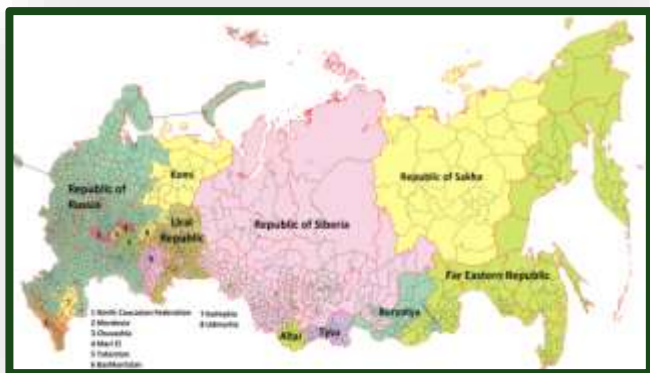 Republic of
Russia
Komi
Ural
Republic
Republic of Siberia
Republic of Sakha
Far Eastern Republic
Buryatiya
Altai
Tyva
1 North Caucasian Federation
2 Mordovia
3 Chuvashia
4 Mari El
5 Tatarstan
6 Bashkortstan
7 Kalmykia
8 Udmurtia